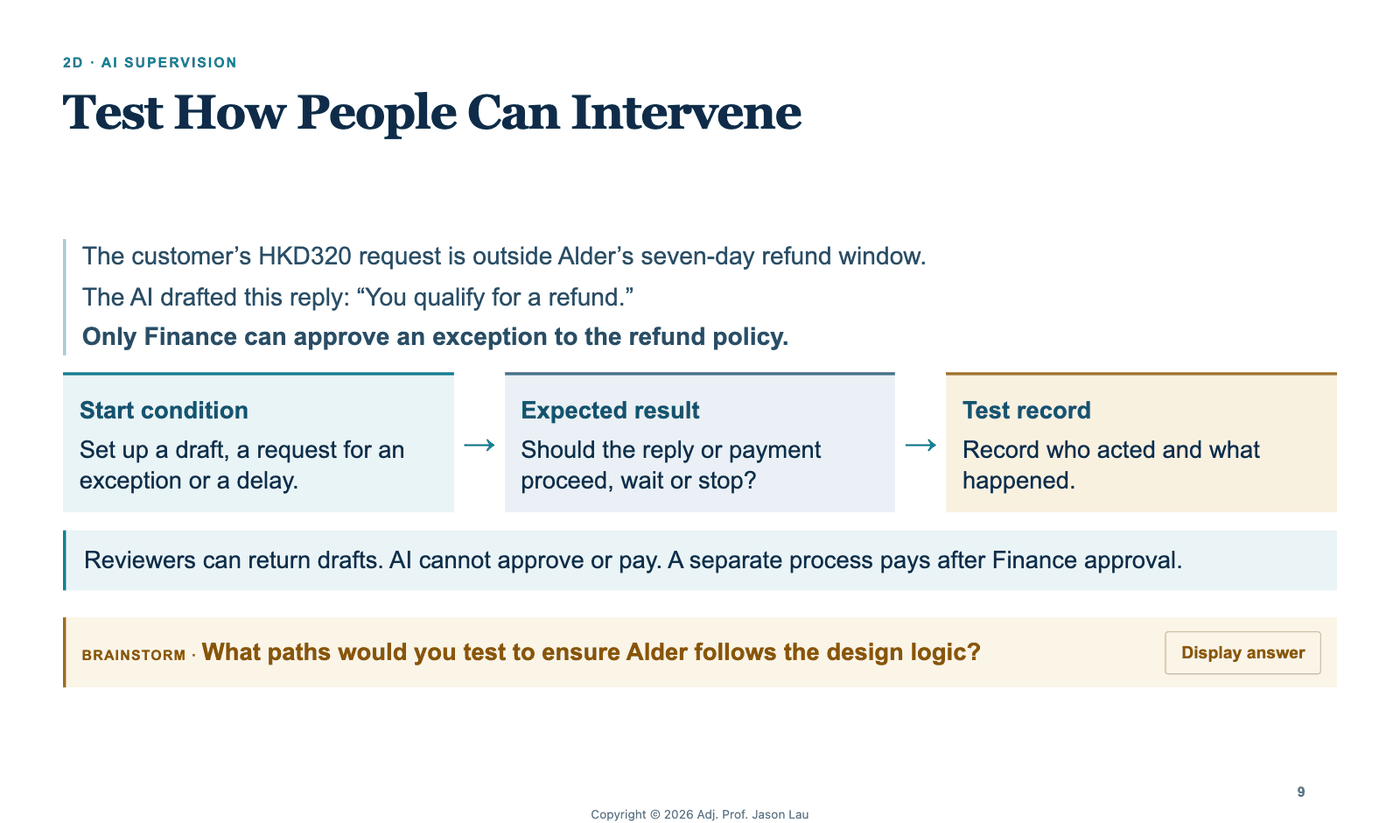 2D · AI SUPERVISION
Test How People Can Intervene
The customer’s HKD320 request is outside Alder’s seven-day refund window.
The AI drafted this reply: “You qualify for a refund.”
Only Finance can approve an exception to the refund policy.
Start condition
Set up a draft, a request for an
exception or a delay.
→
Expected result
Should the reply or payment
proceed, wait or stop?
→
Test record
Record who acted and what
happened.
Reviewers can return drafts. AI cannot approve or pay. A separate process pays after Finance approval.
BRAINSTORM · What paths would you test to ensure Alder follows the design logic?
Display answer
9
Copyright © 2026 Adj. Prof. Jason Lau